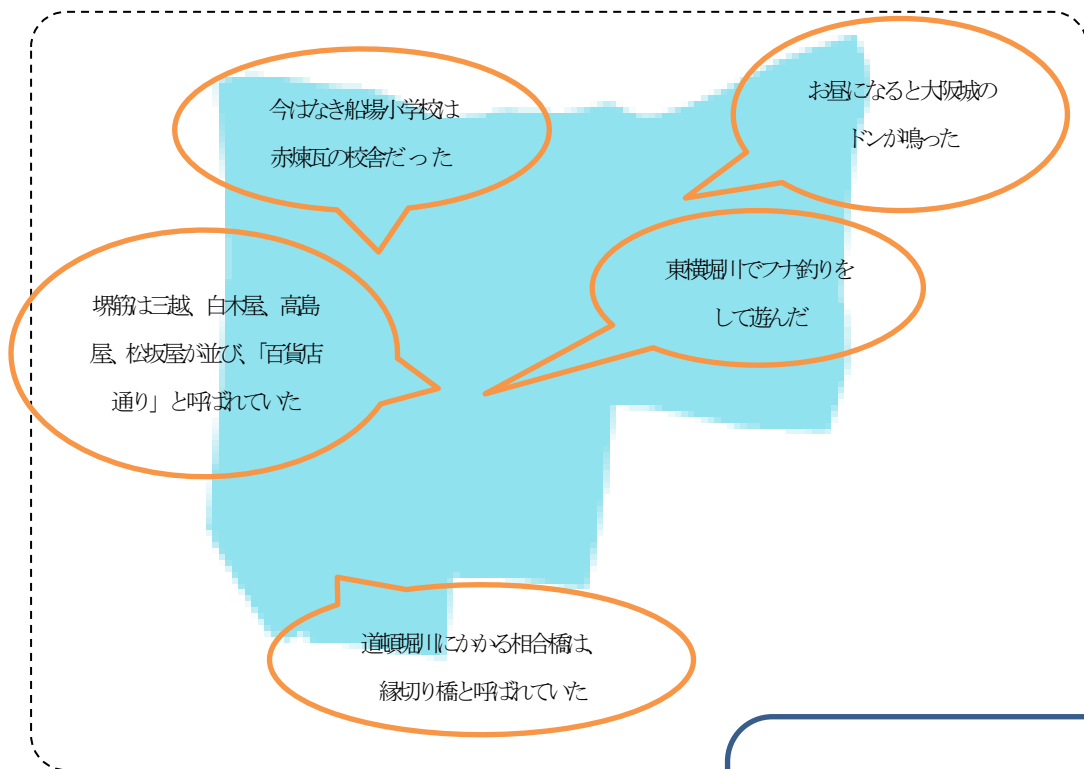 今はなき船場小学校は
赤煉瓦の校舎だった
お昼になると大阪城の
ドンが鳴った
東横堀川でフナ釣りを
して遊んだ
堺筋は三越、白木屋、高島
屋、松坂屋が並び、「百貨店
通り」と呼ばれていた
道頓堀川にかかる相合橋は、
縁切り橋と呼ばれていた